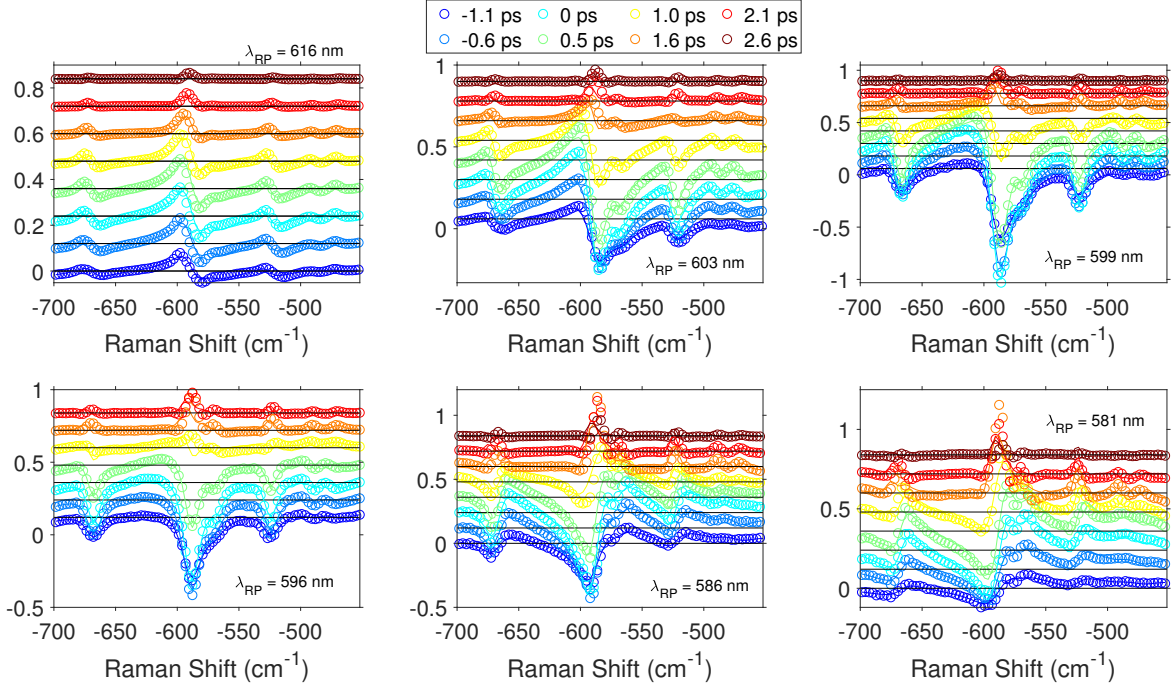 -1.1 ps 0 ps 1.0 ps 2.1 ps
-0.6 ps 0.5 ps 1.6 ps 2.6 ps
λRP = 616 nm
0.8
0.6
0.4
0.2
0
-700 -650 -600 -550 -500
Raman Shift (cm-1)
1
0.5
0
λRP = 603 nm
-700 -650 -600 -550 -500
Raman Shift (cm-1)
1
0.5
0
-0.5
-1
λRP = 599 nm
-700 -650 -600 -550 -500
Raman Shift (cm-1)
1
0.5
0
-0.5
λRP = 596 nm
-700 -650 -600 -550 -500
Raman Shift (cm-1)
1
0.5
0
-0.5
λRP = 586 nm
-700 -650 -600 -550 -500
Raman Shift (cm-1)
λRP = 581 nm
1
0.5
0
-700 -650 -600 -550 -500
Raman Shift (cm-1)